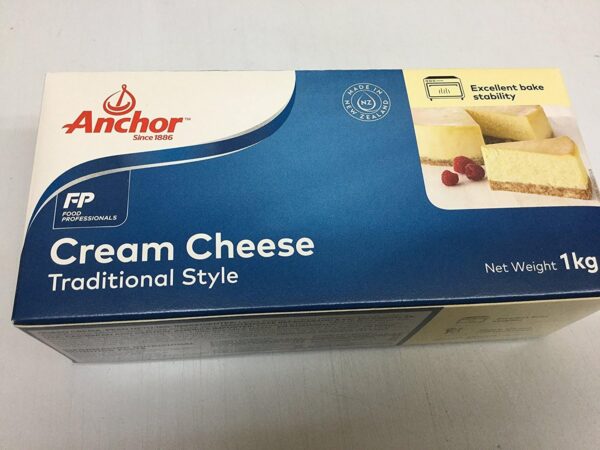 Anchor™
Since 1886
MADE IN
NZ
NEW ZEALAND
Excellent bake
stability
FP
FOOD
PROFESSIONALS
Cream Cheese
Traditional Style
Net Weight 1kg